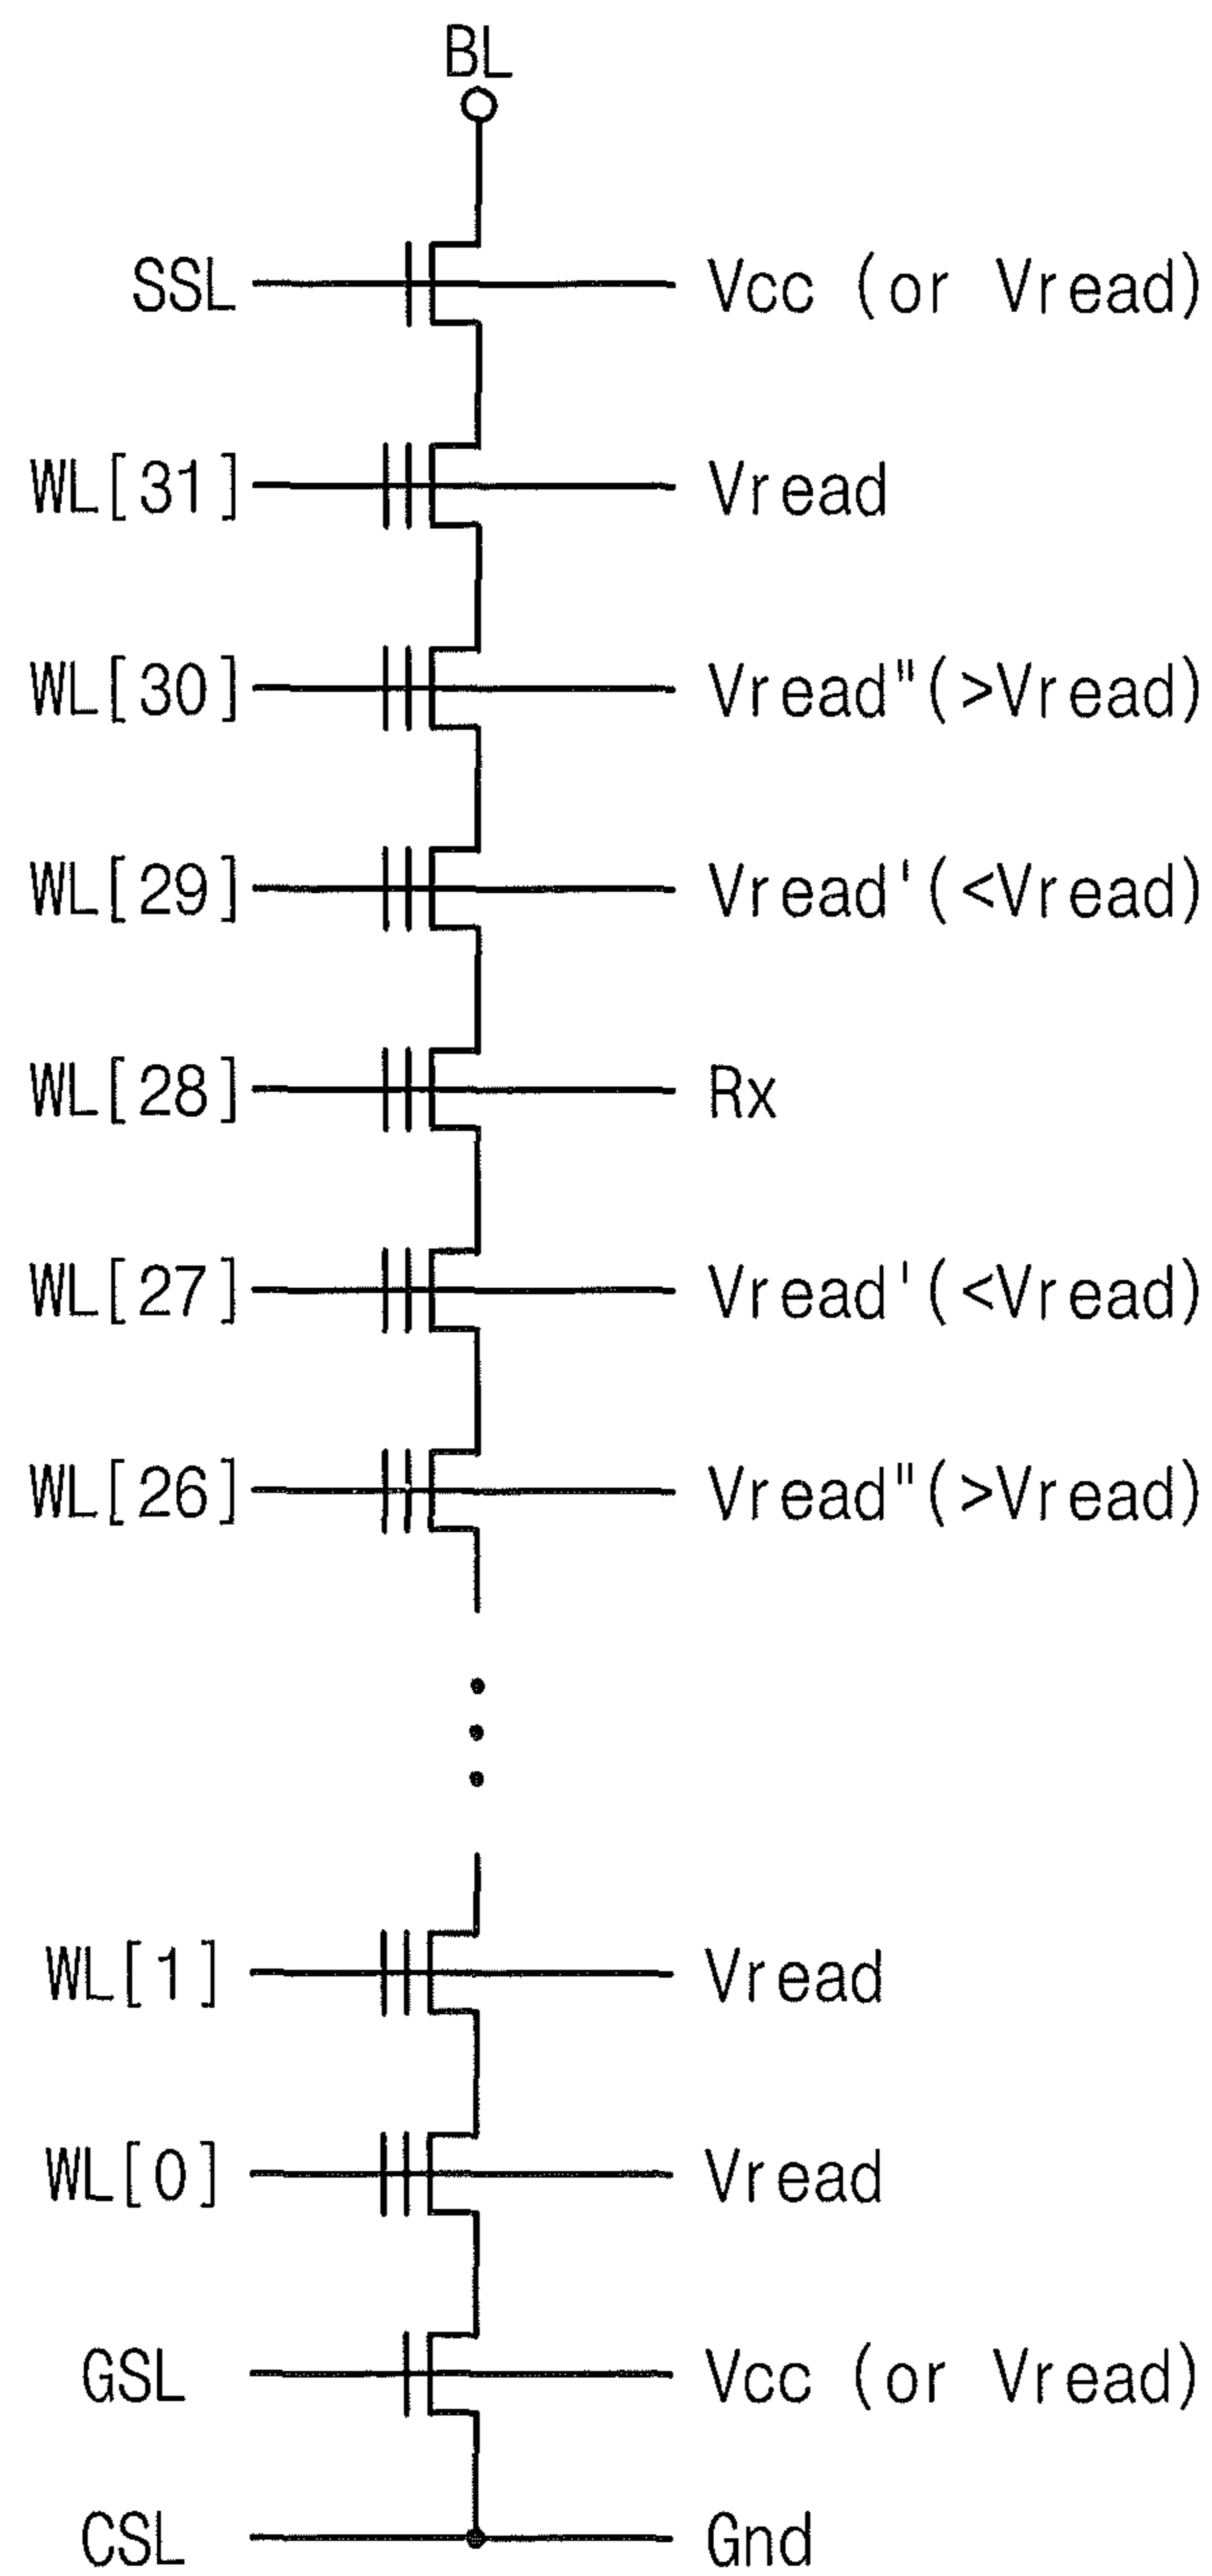 BL
SSL Vcc (or Vread)
WL[31] Vread
WL[30] Vread"(>Vread)
WL[29] Vread'(<Vread)
WL[28] Rx
WL[27] Vread'(<Vread)
WL[26] Vread"(>Vread)
WL[1] Vread
WL[0] Vread
GSL Vcc (or Vread)
CSL Gnd